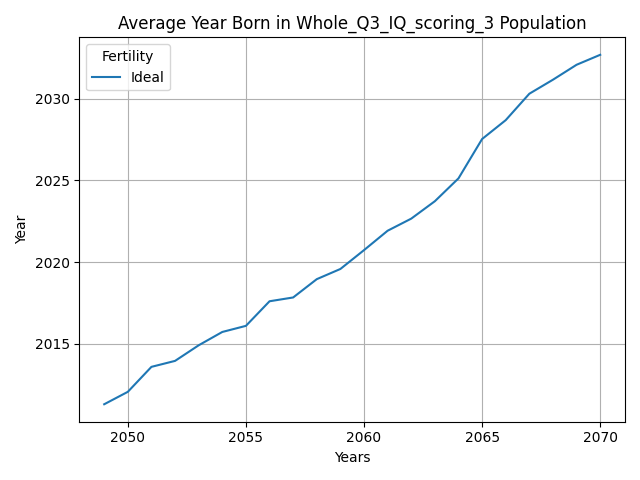 Average Year Born in Whole_Q3_IQ_scoring_3 Population
Fertility
Ideal
Year
2030
2025
2020
2015
2050 2055 2060 2065 2070
Years